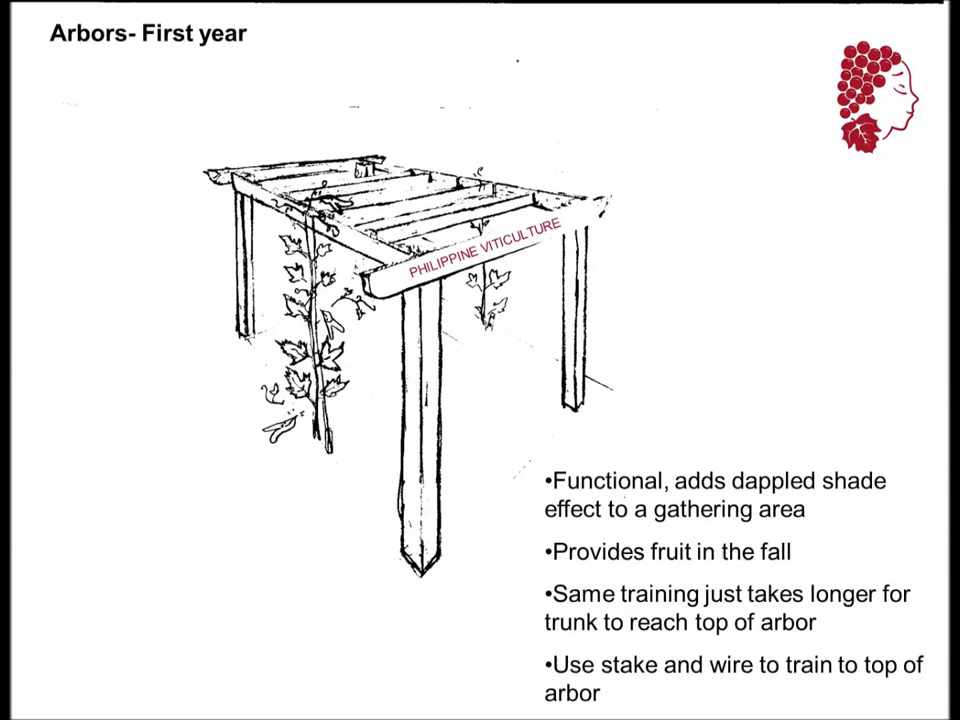 Arbors- First year
PHILIPPINE VITICULTURE
•Functional, adds dappled shade
effect to a gathering area
•Provides fruit in the fall
•Same training just takes longer for
trunk to reach top of arbor
•Use stake and wire to train to top of
arbor